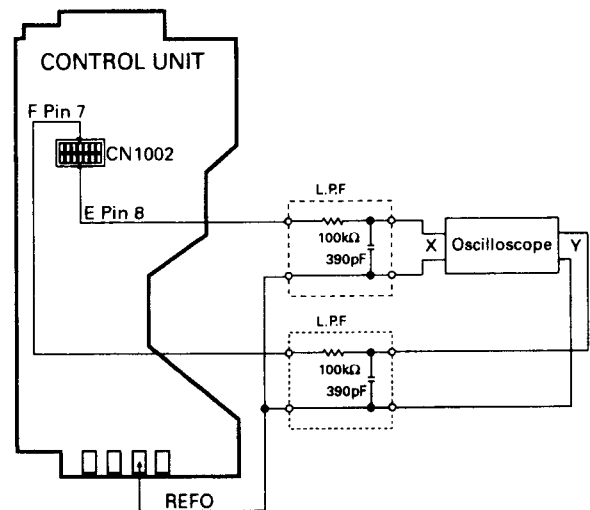 CONTROL UNIT
F Pin 7
CN1002
E Pin 8
L.P.F
100kΩ
390pF
X
Oscilloscope
Y
L.P.F
100kΩ
390pF
REFO